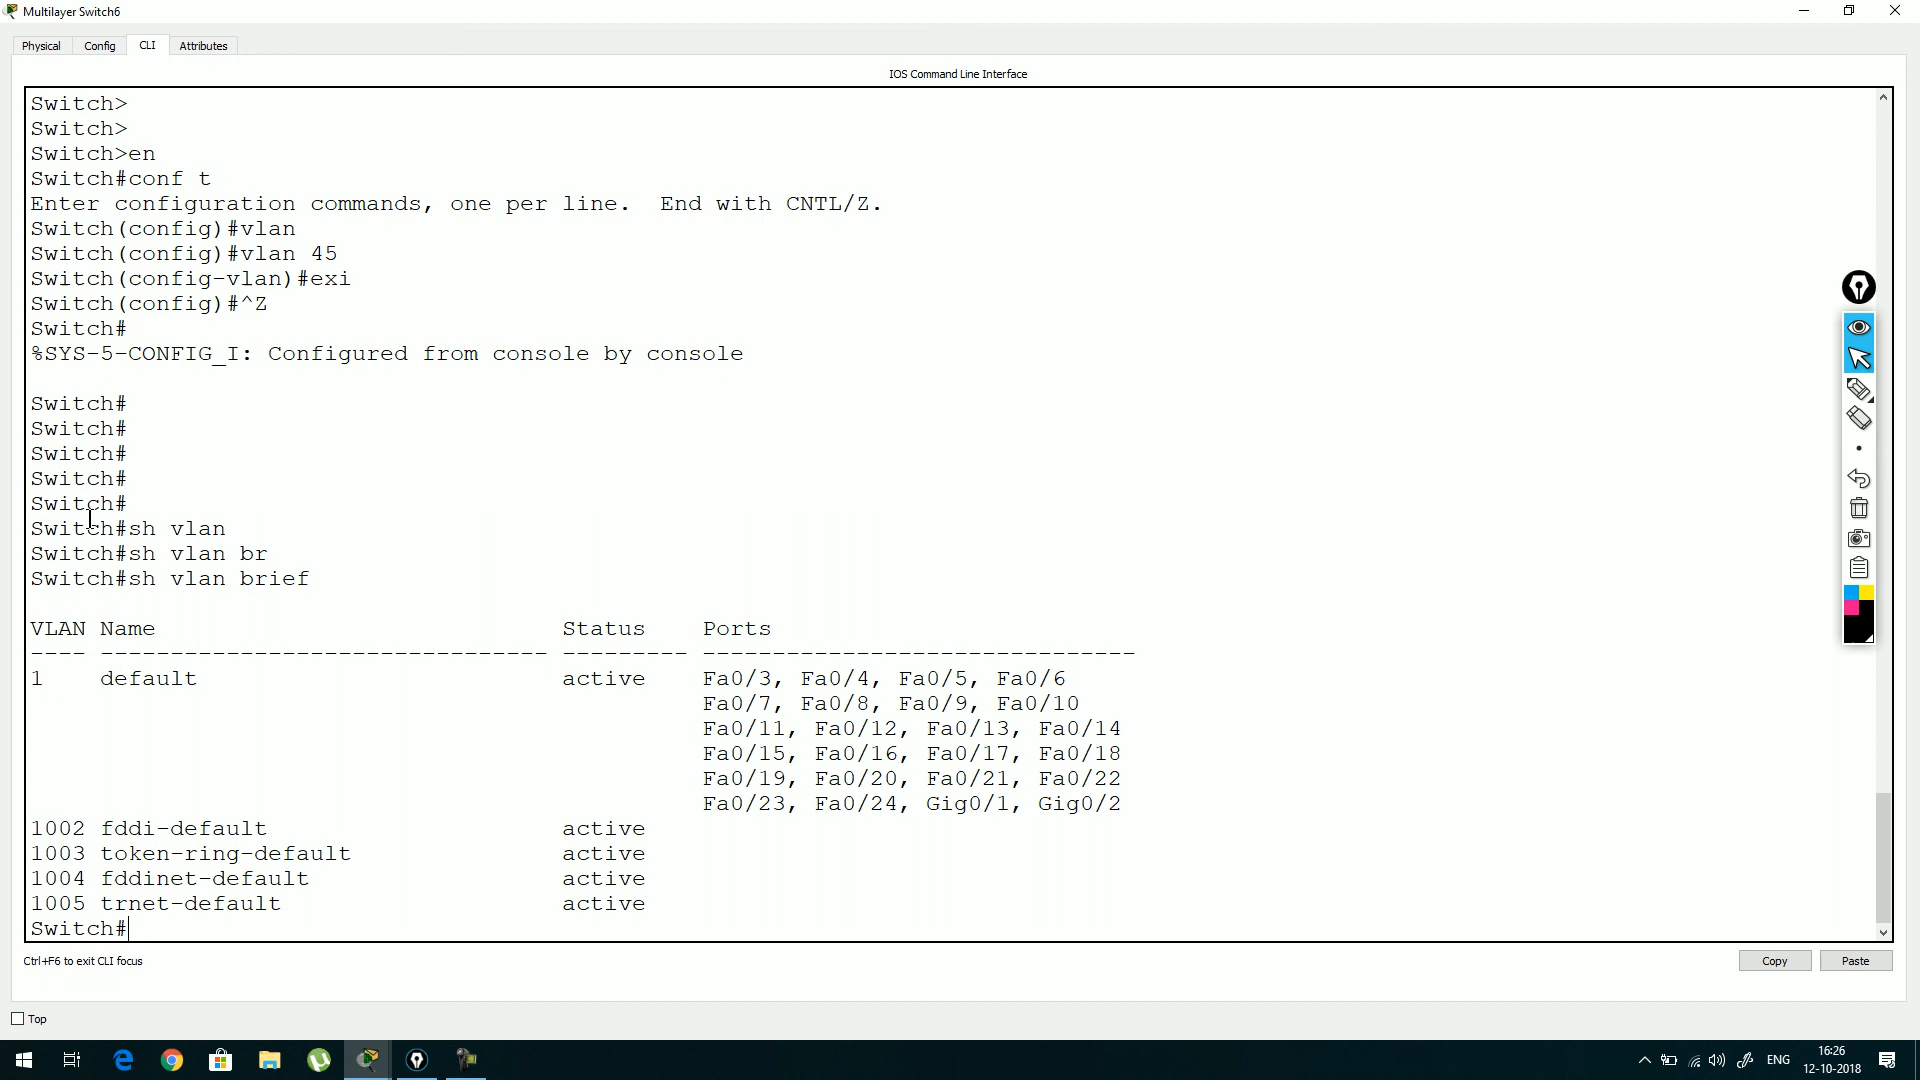 Multilayer Switch6
Physical Config CLI Attributes
IOS Command Line Interface
Switch>
Switch>
Switch>en
Switch#conf t
Enter configuration commands, one per line.  End with CNTL/Z.
Switch(config)#vlan
Switch(config)#vlan 45
Switch(config-vlan)#exi
Switch(config)#^Z
Switch#
%SYS-5-CONFIG_I: Configured from console by console
Switch#
Switch#
Switch#
Switch#
Switch#
Switch#sh vlan
Switch#sh vlan br
Switch#sh vlan brief
VLAN Name                             Status    Ports
---- -------------------------------- --------- -------------------------------
1    default                          active    Fa0/3, Fa0/4, Fa0/5, Fa0/6
Fa0/7, Fa0/8, Fa0/9, Fa0/10
Fa0/11, Fa0/12, Fa0/13, Fa0/14
Fa0/15, Fa0/16, Fa0/17, Fa0/18
Fa0/19, Fa0/20, Fa0/21, Fa0/22
Fa0/23, Fa0/24, Gig0/1, Gig0/2
1002 fddi-default                     active
1003 token-ring-default               active
1004 fddinet-default                  active
1005 trnet-default                    active
Switch#
Ctrl+F6 to exit CLI focus
Copy Paste
Top
ENG
16:26
12-10-2018